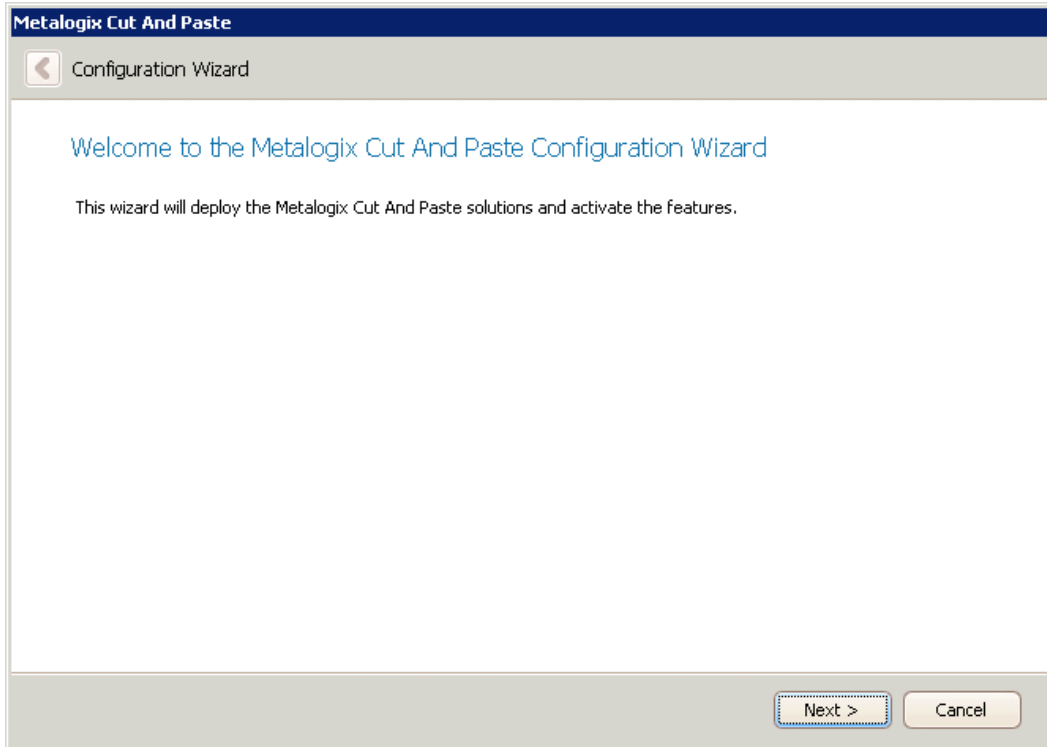 Metalogix Cut And Paste
Configuration Wizard
Welcome to the Metalogix Cut And Paste Configuration Wizard
This wizard will deploy the Metalogix Cut And Paste solutions and activate the features.
Next >
Cancel